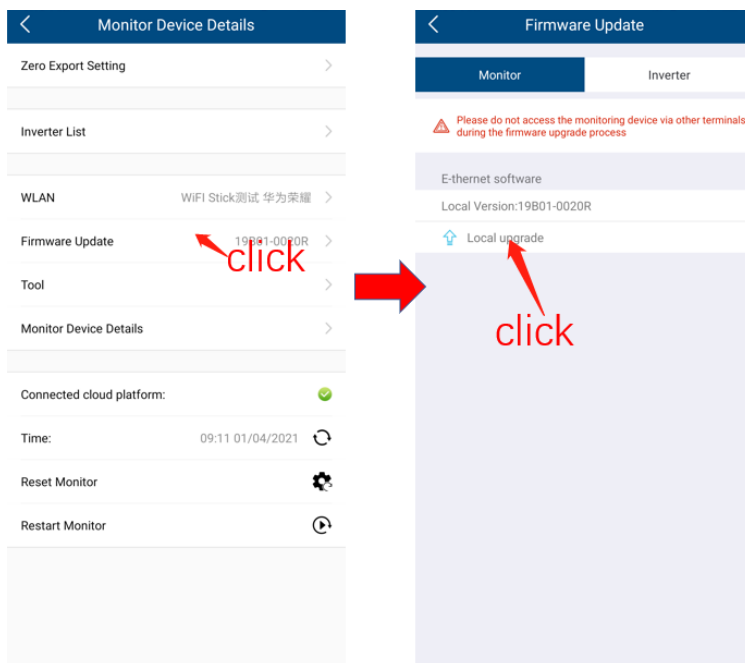 Monitor Device Details
Zero Export Setting
Inverter List
WLAN WiFI Stick测试 华为荣耀
Firmware Update 19B01-0020R
click
Tool
Monitor Device Details
Connected cloud platform:
Time: 09:11 01/04/2021
Reset Monitor
Restart Monitor
Firmware Update
Monitor Inverter
Please do not access the monitoring device via other terminals
during the firmware upgrade process
E-thernet software
Local Version:19B01-0020R
Local upgrade
click